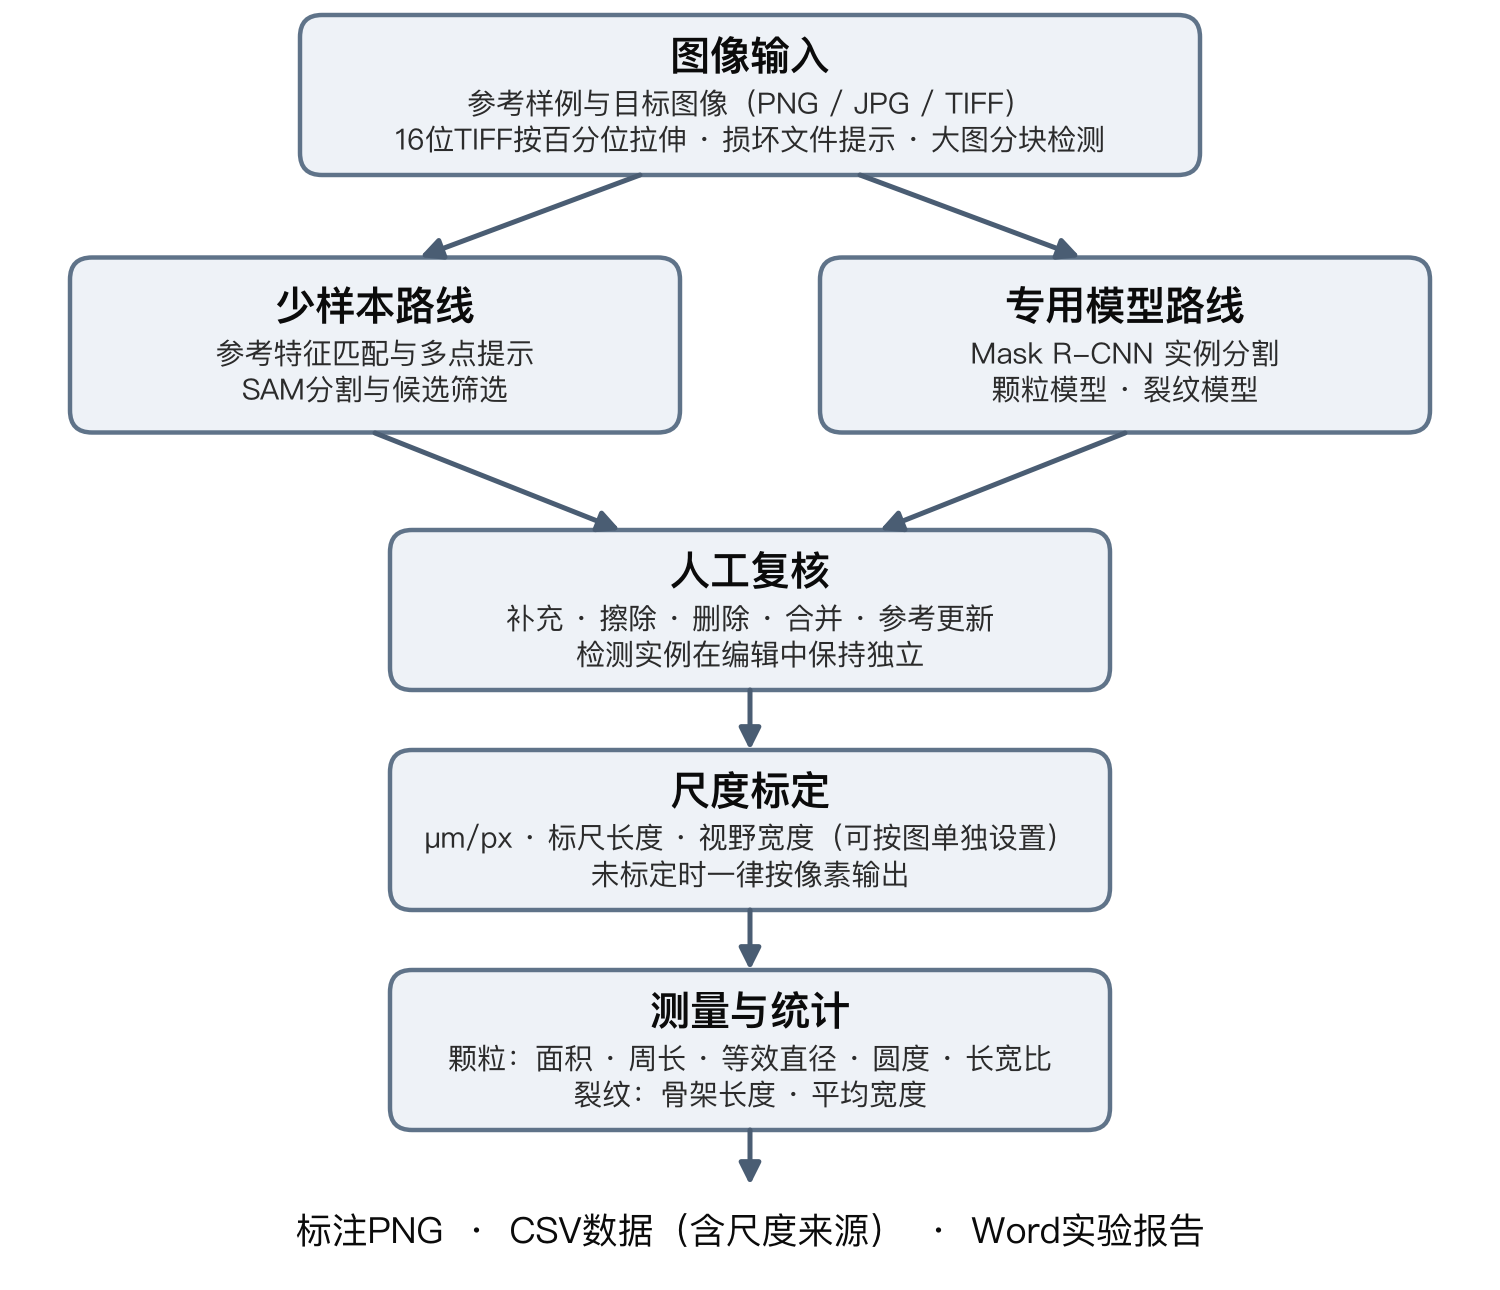 图像输入
参考样例与目标图像（PNG / JPG / TIFF）
16位TIFF按百分位拉伸 · 损坏文件提示 · 大图分块检测
少样本路线
参考特征匹配与多点提示
SAM分割与候选筛选
专用模型路线
Mask R–CNN 实例分割
颗粒模型 · 裂纹模型
人工复核
补充 · 擦除 · 删除 · 合并 · 参考更新
检测实例在编辑中保持独立
尺度标定
μm/px · 标尺长度 · 视野宽度（可按图单独设置）
未标定时一律按像素输出
测量与统计
颗粒：面积 · 周长 · 等效直径 · 圆度 · 长宽比
裂纹：骨架长度 · 平均宽度
标注PNG · CSV数据（含尺度来源） · Word实验报告